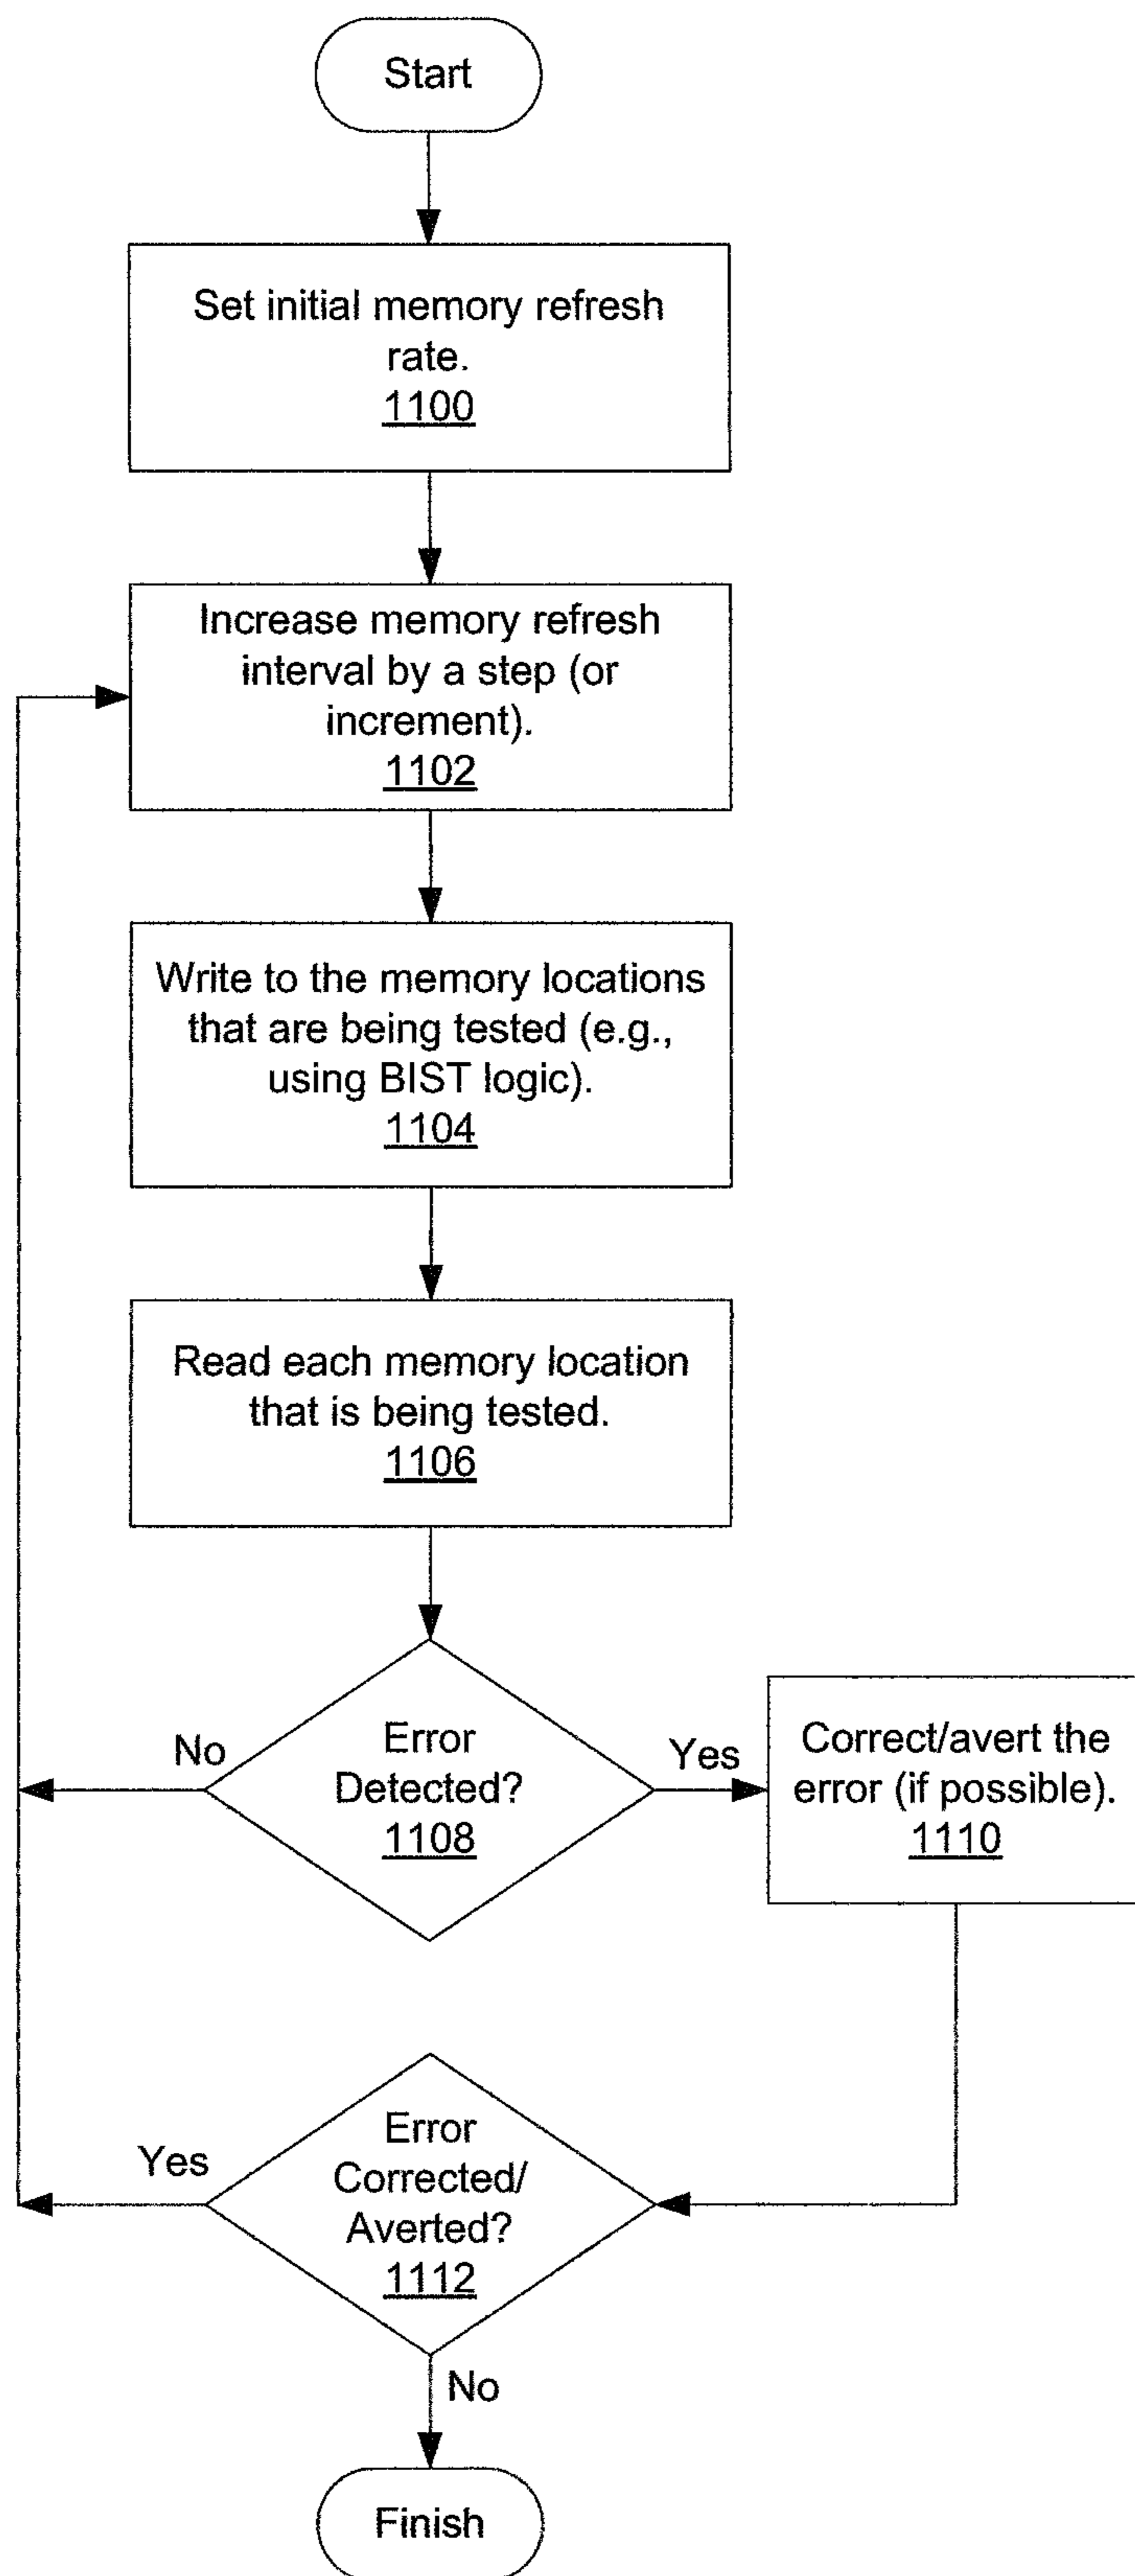 Start
Set initial memory refresh
rate.
1100
Increase memory refresh
interval by a step (or
increment).
1102
Write to the memory locations
that are being tested (e.g.,
using BIST logic).
1104
Read each memory location
that is being tested.
1106
Error
Detected?
1108
No
Yes
Correct/avert the
error (if possible).
1110
Error
Corrected/
Averted?
1112
Yes
No
Finish